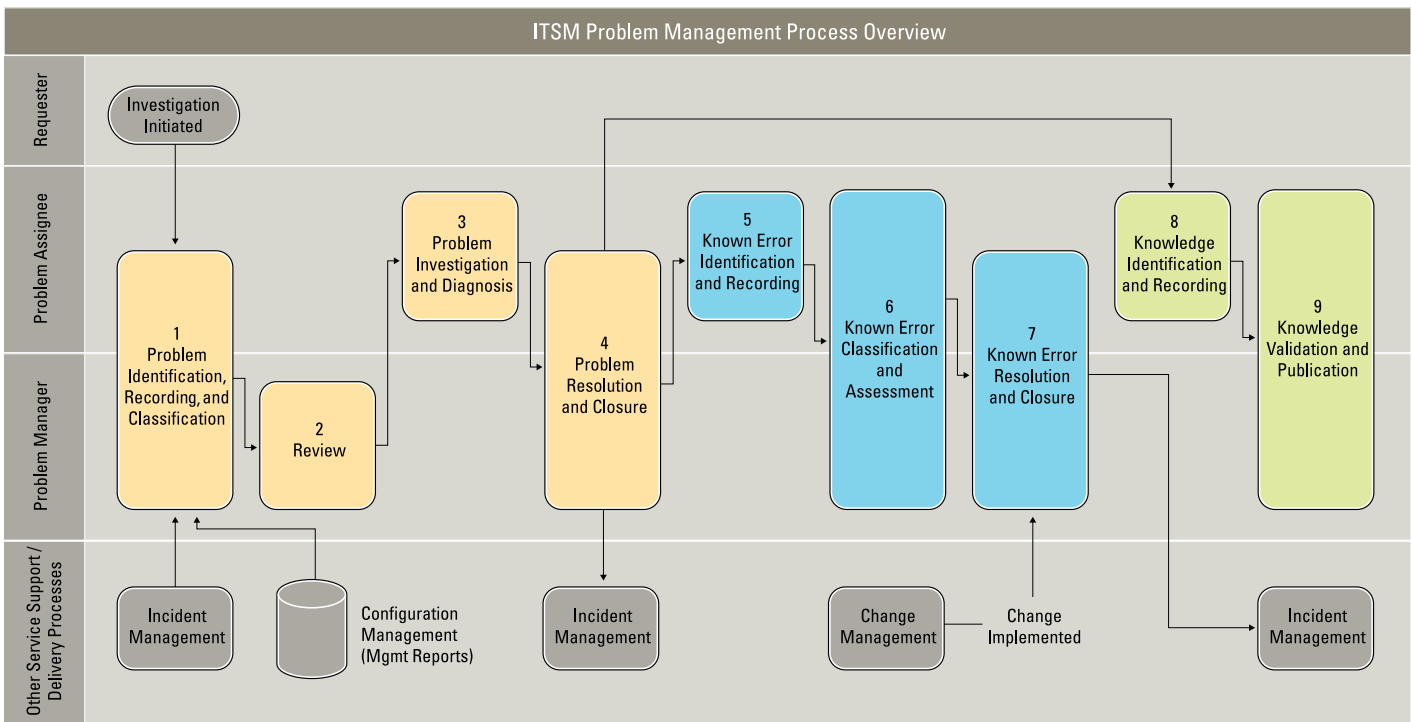 ITSM Problem Management Process Overview
Requester
Investigation
Initiated
Problem Assignee
3
Problem
Investigation
and Diagnosis
5
Known Error
Identification
and Recording
8
Knowledge
Identification
and Recording
1
Problem
Identification,
Recording, and
Classification
4
Problem
Resolution
and Closure
6
Known Error
Classification
and
Assessment
7
Known Error
Resolution
and Closure
9
Knowledge
Validation and
Publication
Problem Manager
2
Review
Other Service Support /
Delivery Processes
Incident
Management
Configuration
Management
(Mgmt Reports)
Incident
Management
Change
Management
Change
Implemented
Incident
Management